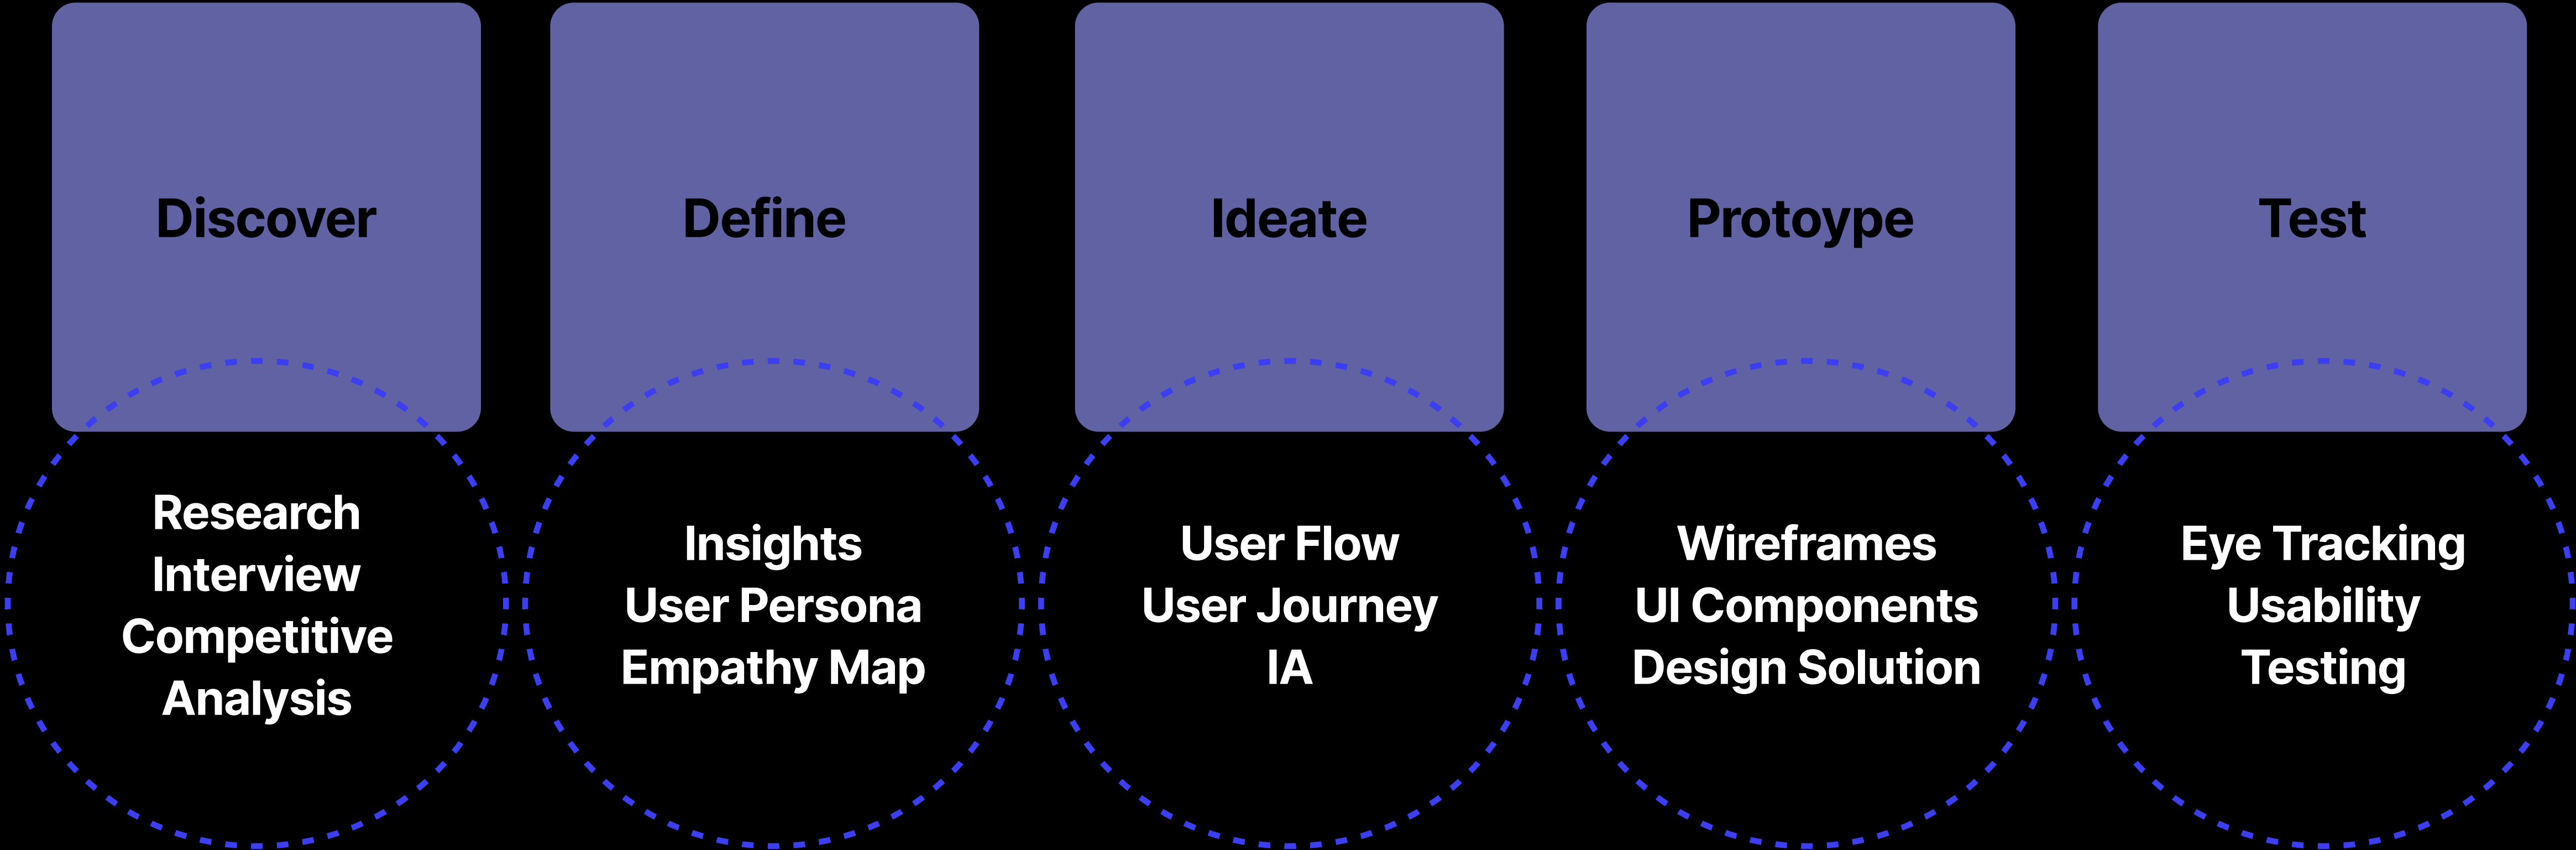 Discover
Define
Ideate
Protoype
Test
Research
Interview
Competitive
Analysis
Insights
User Persona
Empathy Map
User Flow
User Journey
IA
Wireframes
UI Components
Design Solution
Eye Tracking
Usability
Testing